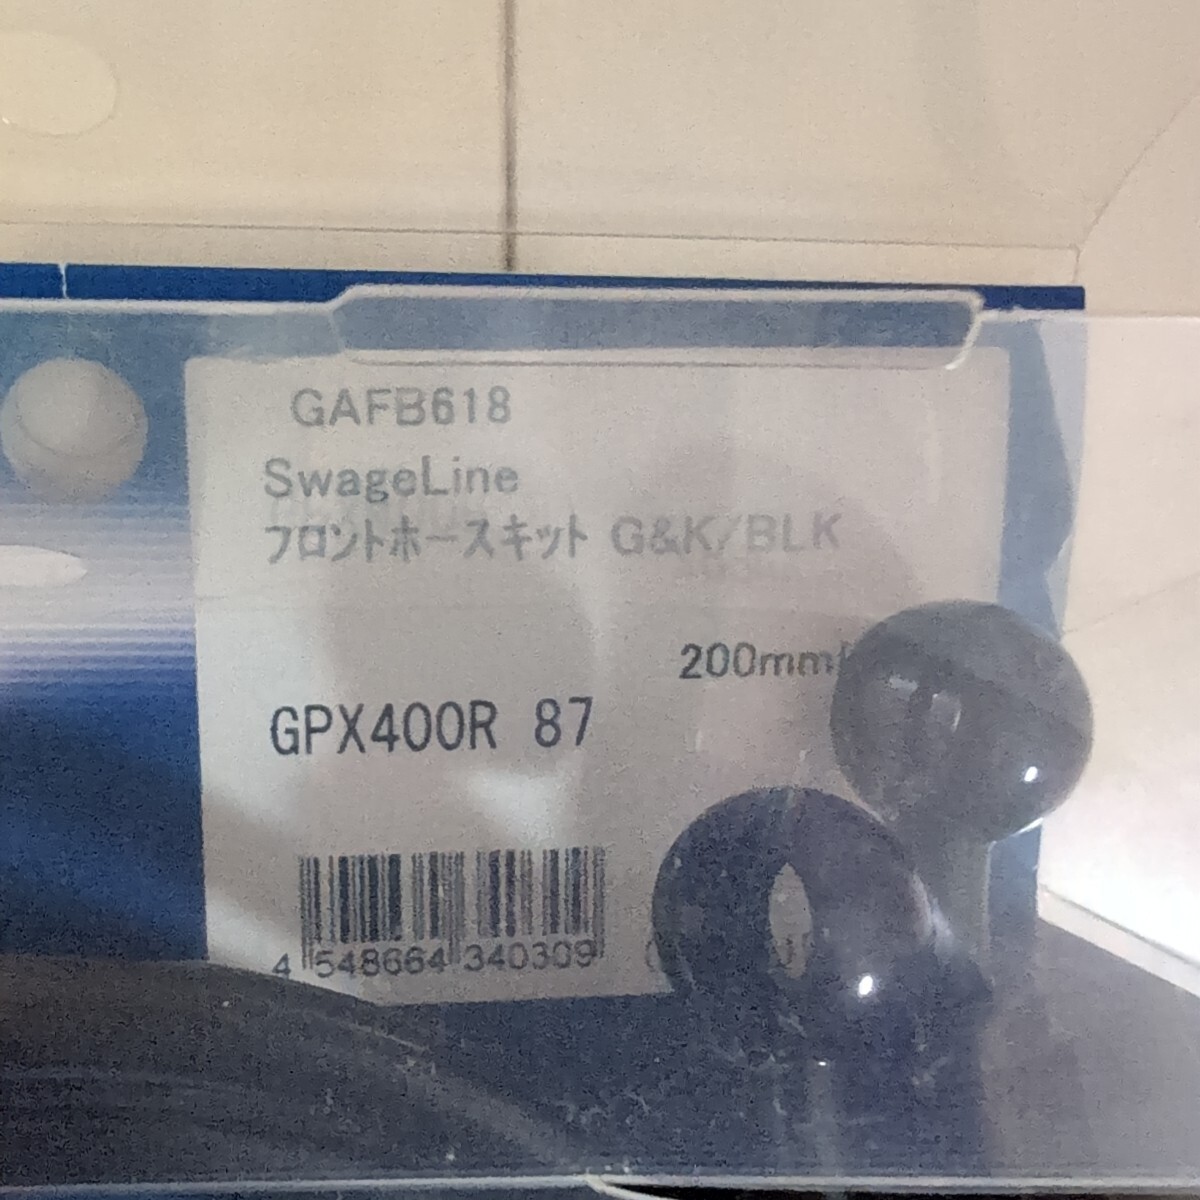 GAFB618
SwageLine
フロントホースキット G&K/BLK
200mm
GPX400R 87
4 548664 340309